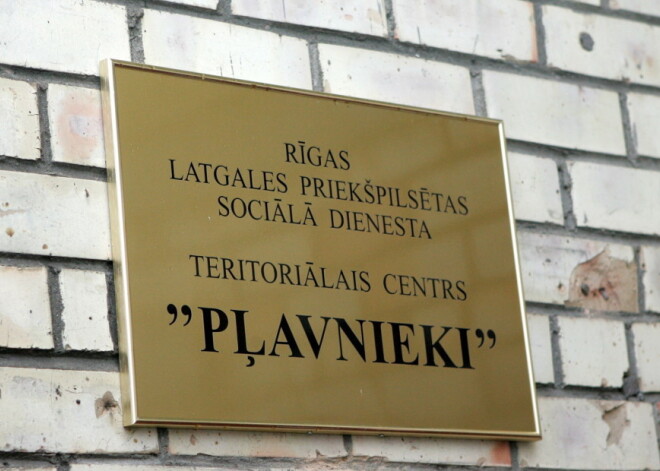 RĪGAS
LATGALES PRIEKŠPILSĒTAS
SOCIĀLĀ DIENESTA
TERITORIĀLAIS CENTRS
”PĻAVNIEKI”